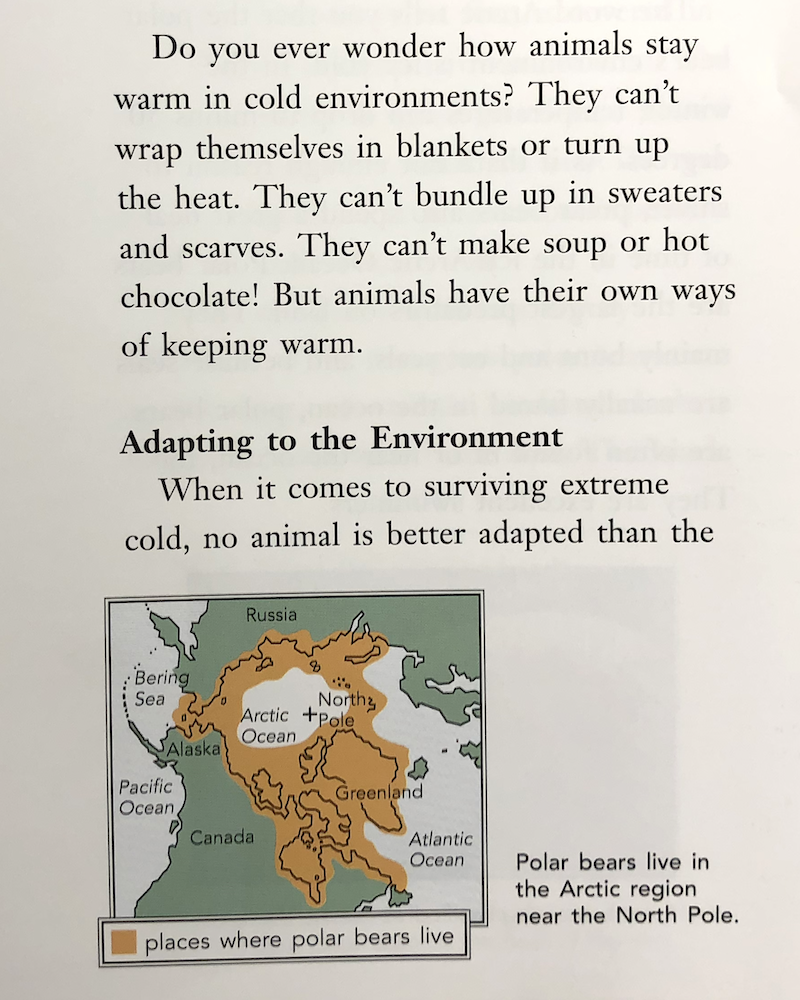 Do you ever wonder how animals stay
warm in cold environments? They can't
wrap themselves in blankets or turn up
the heat. They can't bundle up in sweaters
and scarves. They can't make soup or hot
chocolate! But animals have their own ways
of keeping warm.
Adapting to the Environment
When it comes to surviving extreme
cold, no animal is better adapted than the
Russia
Bering
Sea
North
Pole
Arctic
Ocean
Alaska
Pacific
Ocean
Greenland
Canada
Atlantic
Ocean
places where polar bears live
Polar bears live in
the Arctic region
near the North Pole.